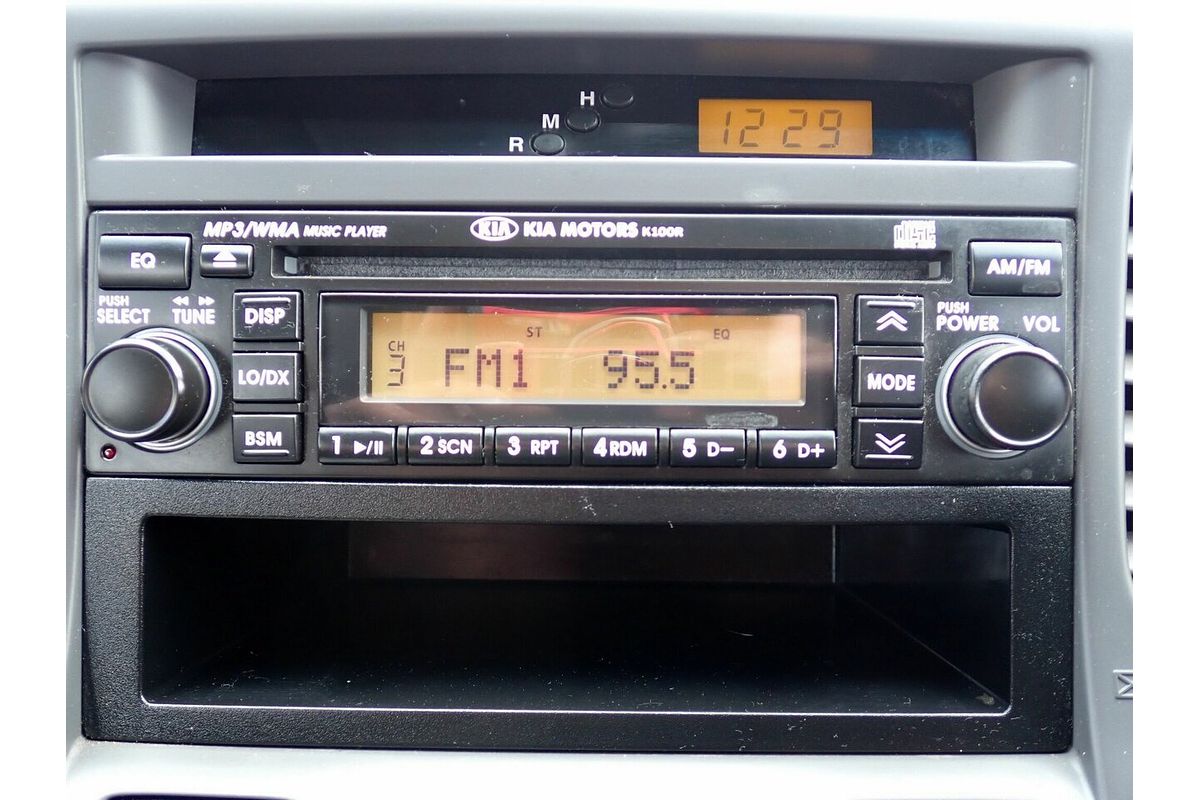 H
M
R
12 29
MP3/WMA MUSIC PLAYER
KIA KIA MOTORS K100R
disc
EQ
AM/FM
PUSH SELECT
TUNE
DISP
LO/DX
BSM
ST
EQ
CH 3
FM1 95.5
PUSH POWER
VOL
MODE
1 ▶/II
2 SCN
3 RPT
4 RDM
5 D−
6 D+